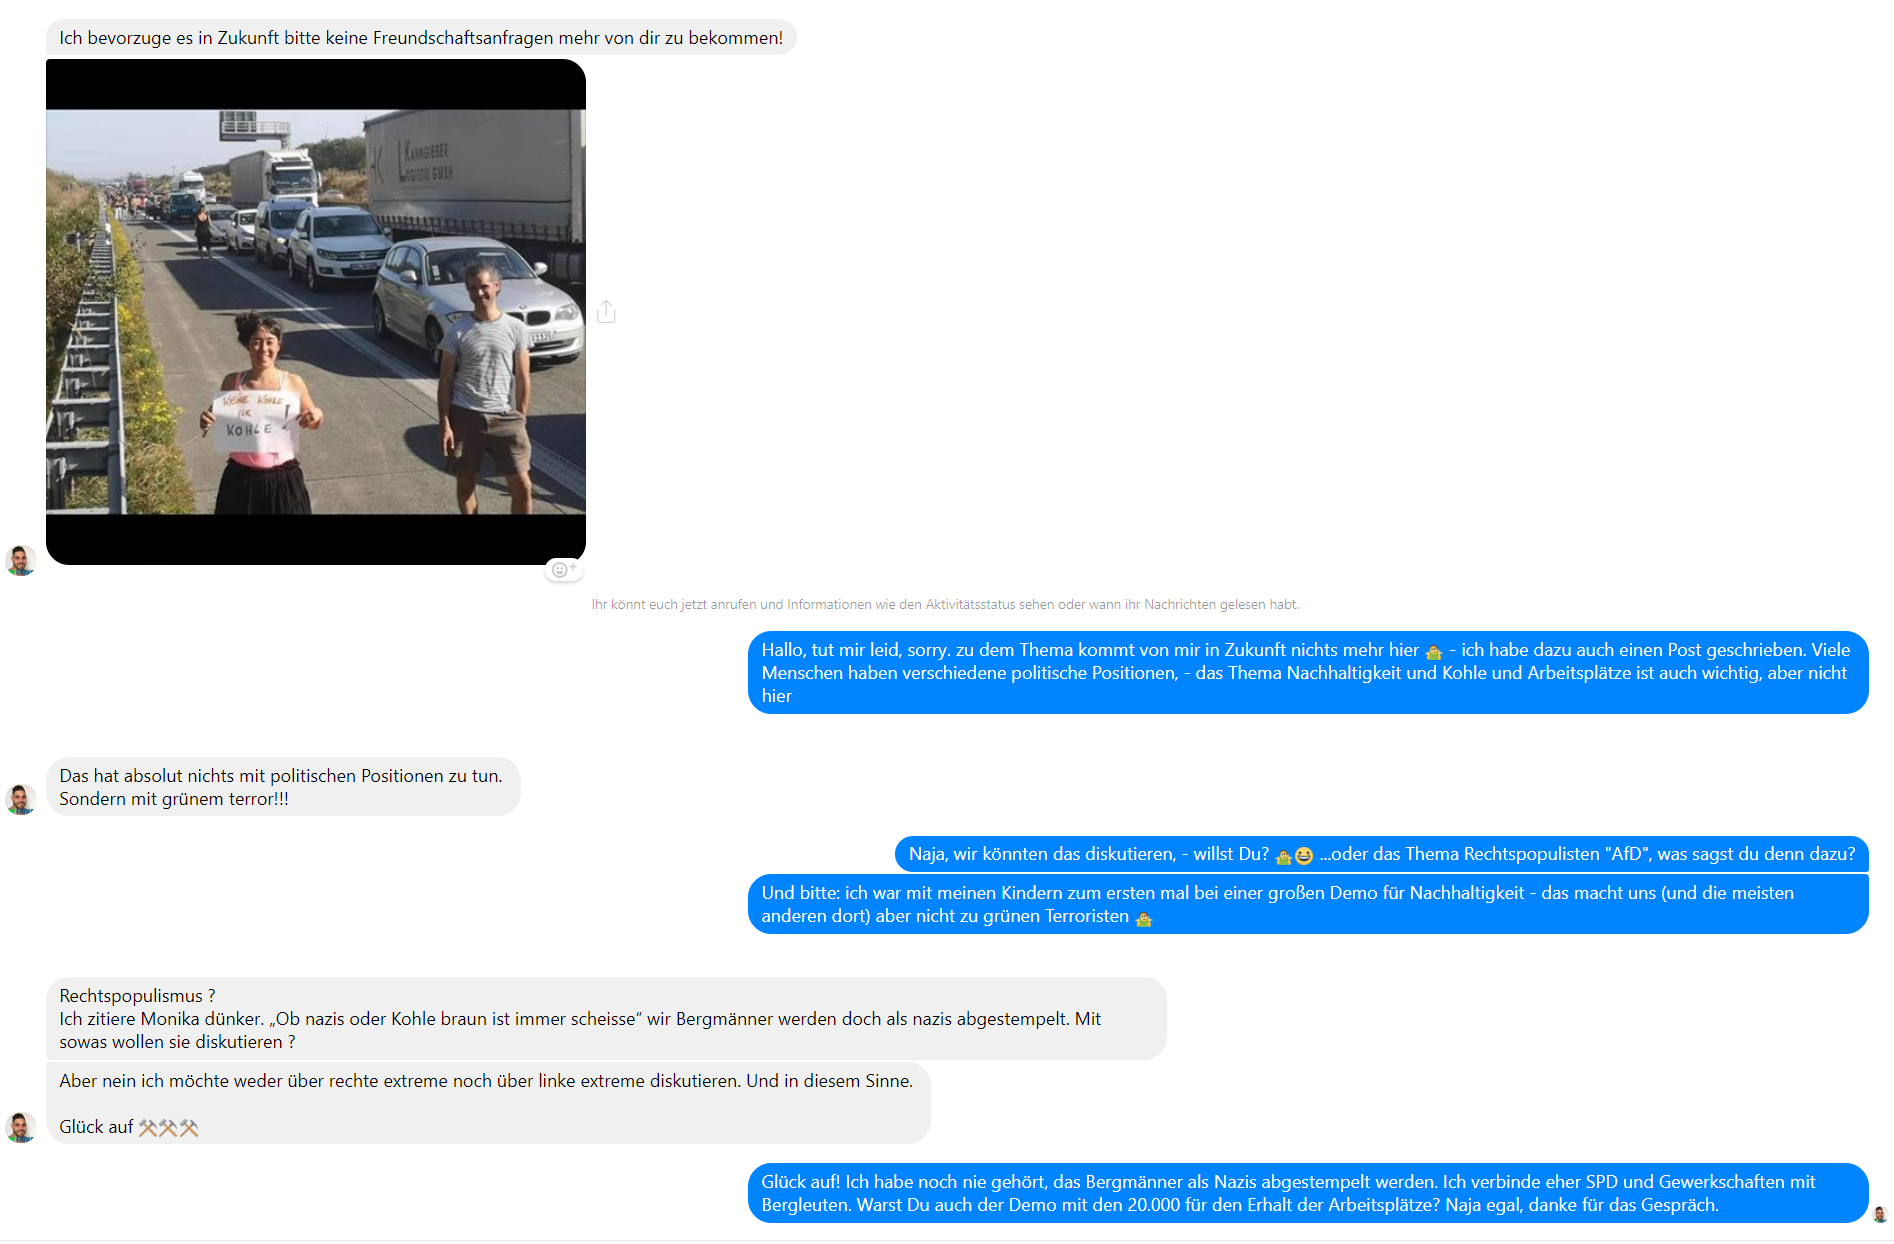 Ich bevorzuge es in Zukunft bitte keine Freundschaftsanfragen mehr von dir zu bekommen!
KANNGIEßER
LOGISTIK GMBH
KEINE KOHLE
FÜR
KOHLE!
Ihr könnt euch jetzt anrufen und Informationen wie den Aktivitätsstatus sehen oder wann ihr Nachrichten gelesen habt.
Hallo, tut mir leid, sorry. zu dem Thema kommt von mir in Zukunft nichts mehr hier 🤷 - ich habe dazu auch einen Post geschrieben. Viele
Menschen haben verschiedene politische Positionen, - das Thema Nachhaltigkeit und Kohle und Arbeitsplätze ist auch wichtig, aber nicht
hier
Das hat absolut nichts mit politischen Positionen zu tun.
Sondern mit grünem terror!!!
Naja, wir könnten das diskutieren, - willst Du? 🤷😃 ...oder das Thema Rechtspopulisten "AfD", was sagst du denn dazu?
Und bitte: ich war mit meinen Kindern zum ersten mal bei einer großen Demo für Nachhaltigkeit - das macht uns (und die meisten
anderen dort) aber nicht zu grünen Terroristen 🤷
Rechtspopulismus ?
Ich zitiere Monika dünker. „Ob nazis oder Kohle braun ist immer scheisse“ wir Bergmänner werden doch als nazis abgestempelt. Mit
sowas wollen sie diskutieren ?
Aber nein ich möchte weder über rechte extreme noch über linke extreme diskutieren. Und in diesem Sinne.
Glück auf ⚒⚒⚒
Glück auf! Ich habe noch nie gehört, das Bergmänner als Nazis abgestempelt werden. Ich verbinde eher SPD und Gewerkschaften mit
Bergleuten. Warst Du auch der Demo mit den 20.000 für den Erhalt der Arbeitsplätze? Naja egal, danke für das Gespräch.